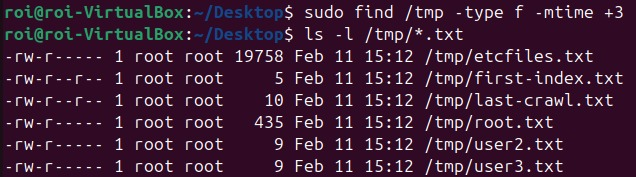 roi@roi-VirtualBox:~/Desktop$ sudo find /tmp -type f -mtime +3
roi@roi-VirtualBox:~/Desktop$ ls -l /tmp/*.txt
-rw-r----- 1 root root 19758 Feb 11 15:12 /tmp/etcfiles.txt
-rw-r--r-- 1 root root     5 Feb 11 15:12 /tmp/first-index.txt
-rw-r--r-- 1 root root    10 Feb 11 15:12 /tmp/last-crawl.txt
-rw-r----- 1 root root   435 Feb 11 15:12 /tmp/root.txt
-rw-r----- 1 root root     9 Feb 11 15:12 /tmp/user2.txt
-rw-r----- 1 root root     9 Feb 11 15:12 /tmp/user3.txt